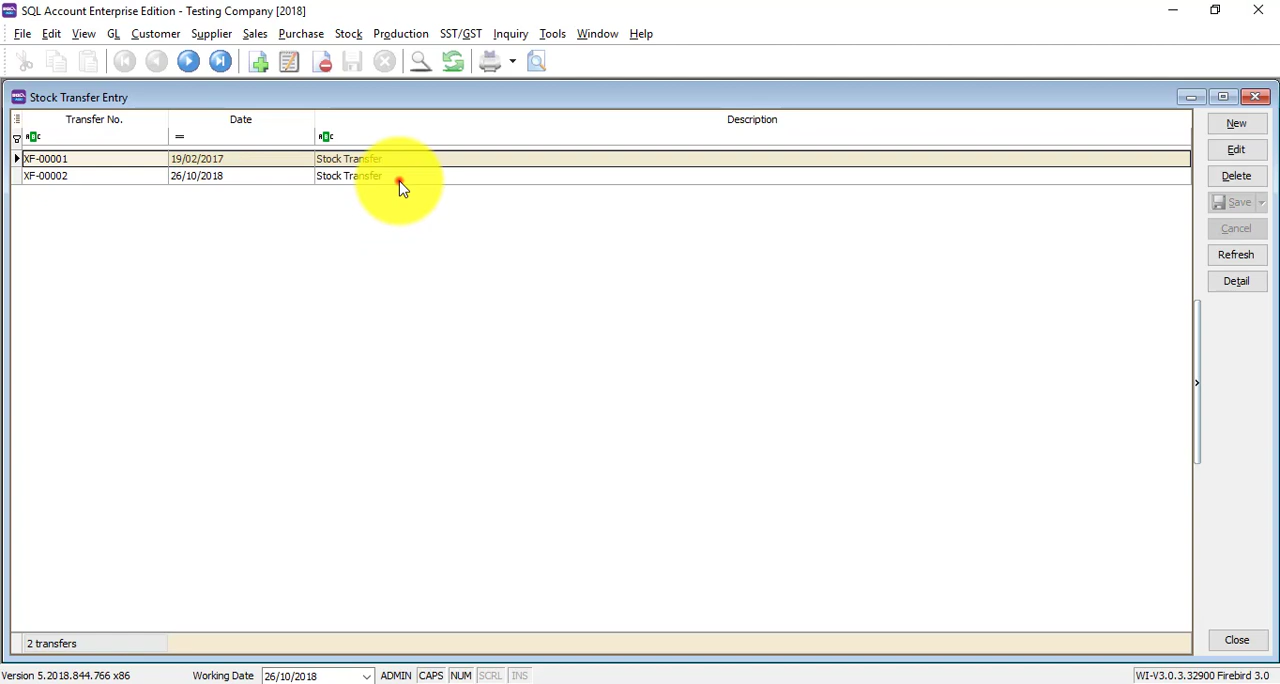 SQL Account Enterprise Edition - Testing Company [2018]
File Edit View GL Customer Supplier Sales Purchase Stock Production SST/GST Inquiry Tools Window Help
Stock Transfer Entry
Transfer No. Date Description
XF-00001 19/02/2017 Stock Transfer
XF-00002 26/10/2018 Stock Transfer
New
Edit
Delete
Save
Cancel
Refresh
Detail
2 transfers
Close
Version 5.2018.844.766 x86 Working Date 26/10/2018 ADMIN CAPS NUM SCRL INS WI-V3.0.3.32900 Firebird 3.0